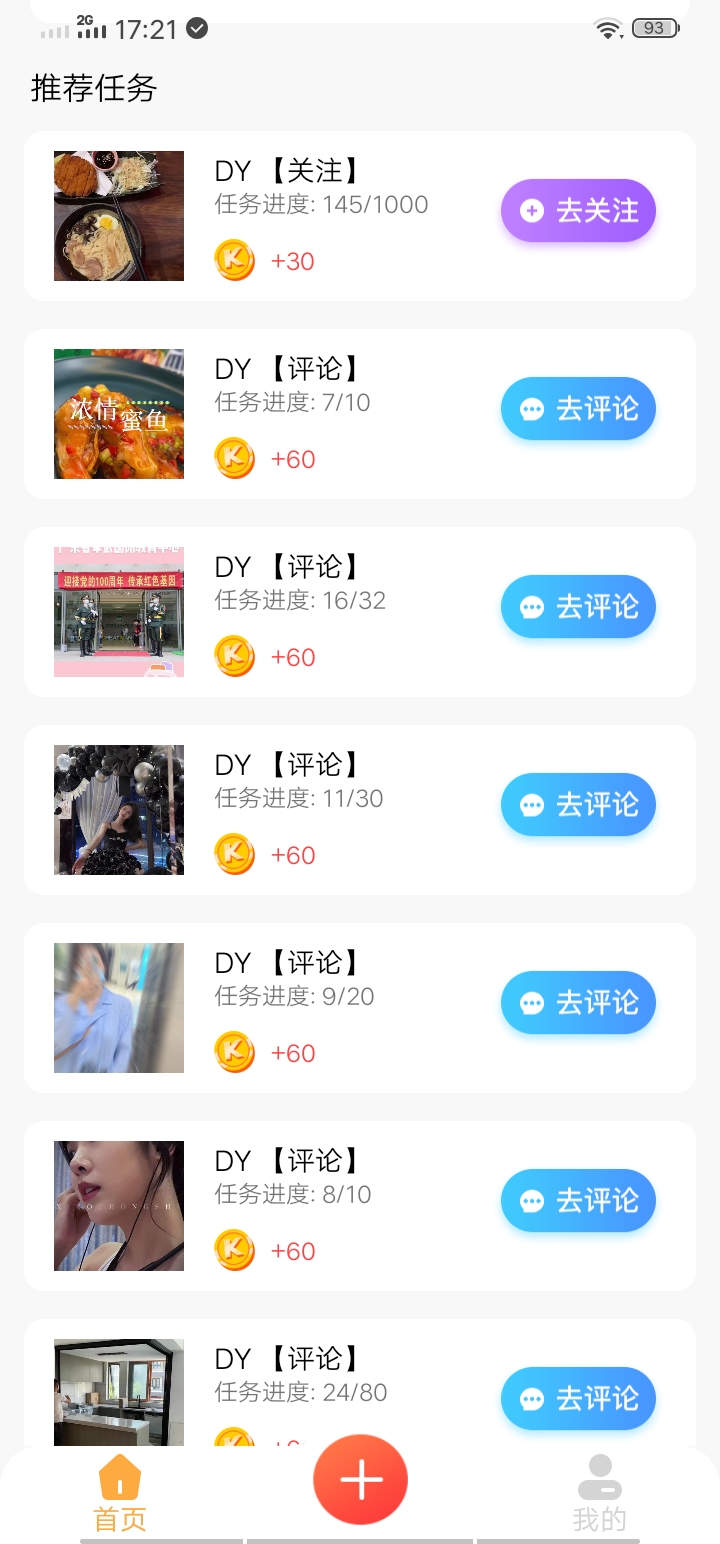 2G 17:21 93
推荐任务
DY 【关注】
任务进度: 145/1000
+30
去关注
浓情
蜜鱼
DY 【评论】
任务进度: 7/10
+60
去评论
迎接党的100周年 传承红色基因
DY 【评论】
任务进度: 16/32
+60
去评论
DY 【评论】
任务进度: 11/30
+60
去评论
DY 【评论】
任务进度: 9/20
+60
去评论
DY 【评论】
任务进度: 8/10
+60
去评论
DY 【评论】
任务进度: 24/80
去评论
首页
我的